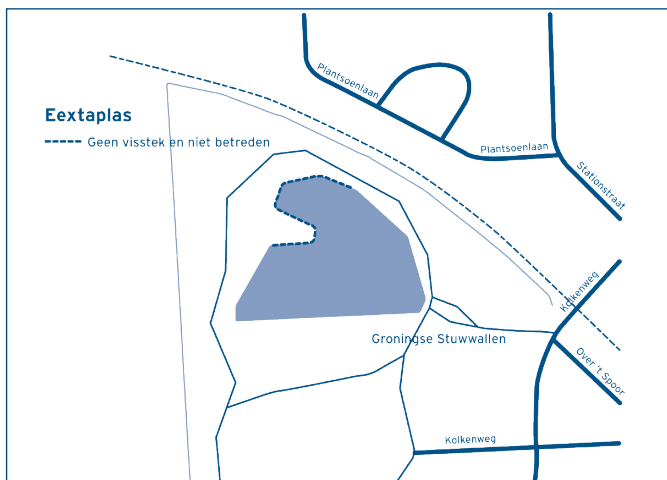 Plantsoenlaan
Eextaplas
Geen visstek en niet betreden
Plantsoenlaan
Stationstraat
Kolkenweg
Groningse Stuwwallen
Over 't Spoor
Kolkenweg